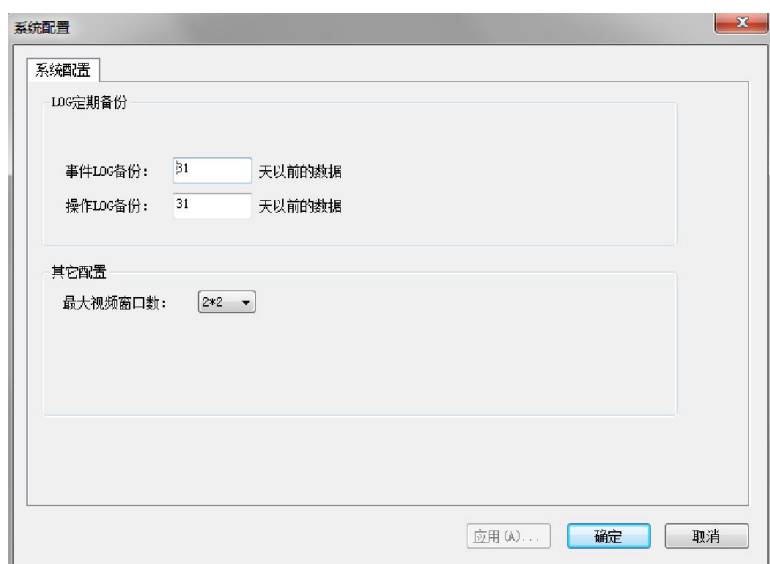 系统配置
系统配置
LOG定期备份
事件LOG备份： 31 天以前的数据
操作LOG备份： 31 天以前的数据
其它配置
最大视频窗口数： 2*2
应用(A)... 确定 取消